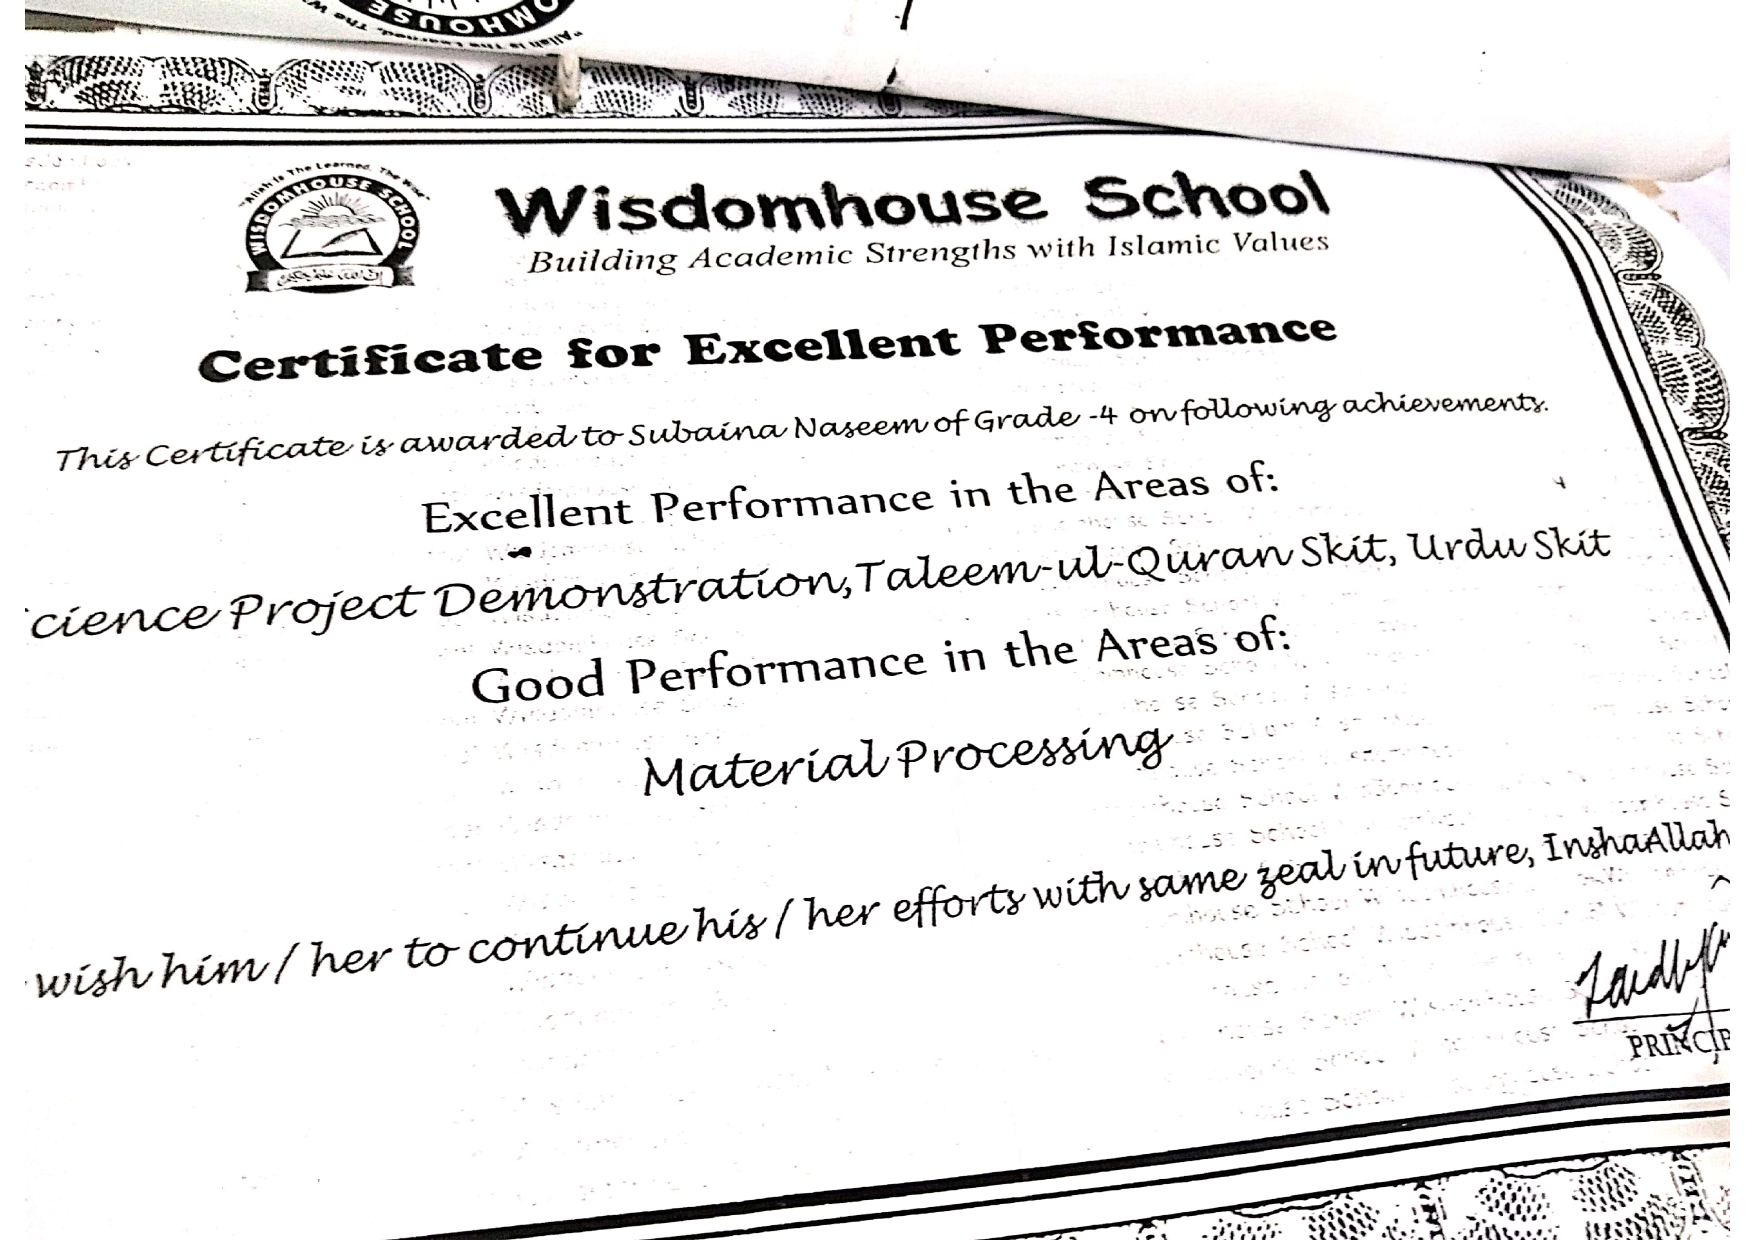 WISDOMHOUSE SCHOOL
"Allah is The Learned, The Wise"
Wisdomhouse School
Building Academic Strengths with Islamic Values
Certificate for Excellent Performance
This Certificate is awarded to Subaina Naseem of Grade -4 on following achievements.
Excellent Performance in the Areas of:
cience Project Demonstration, Taleem-ul-Quran Skit, Urdu Skit
Good Performance in the Areas of:
Material Processing
wish him / her to continue his / her efforts with same zeal in future, InshaAllah
PRINCIP